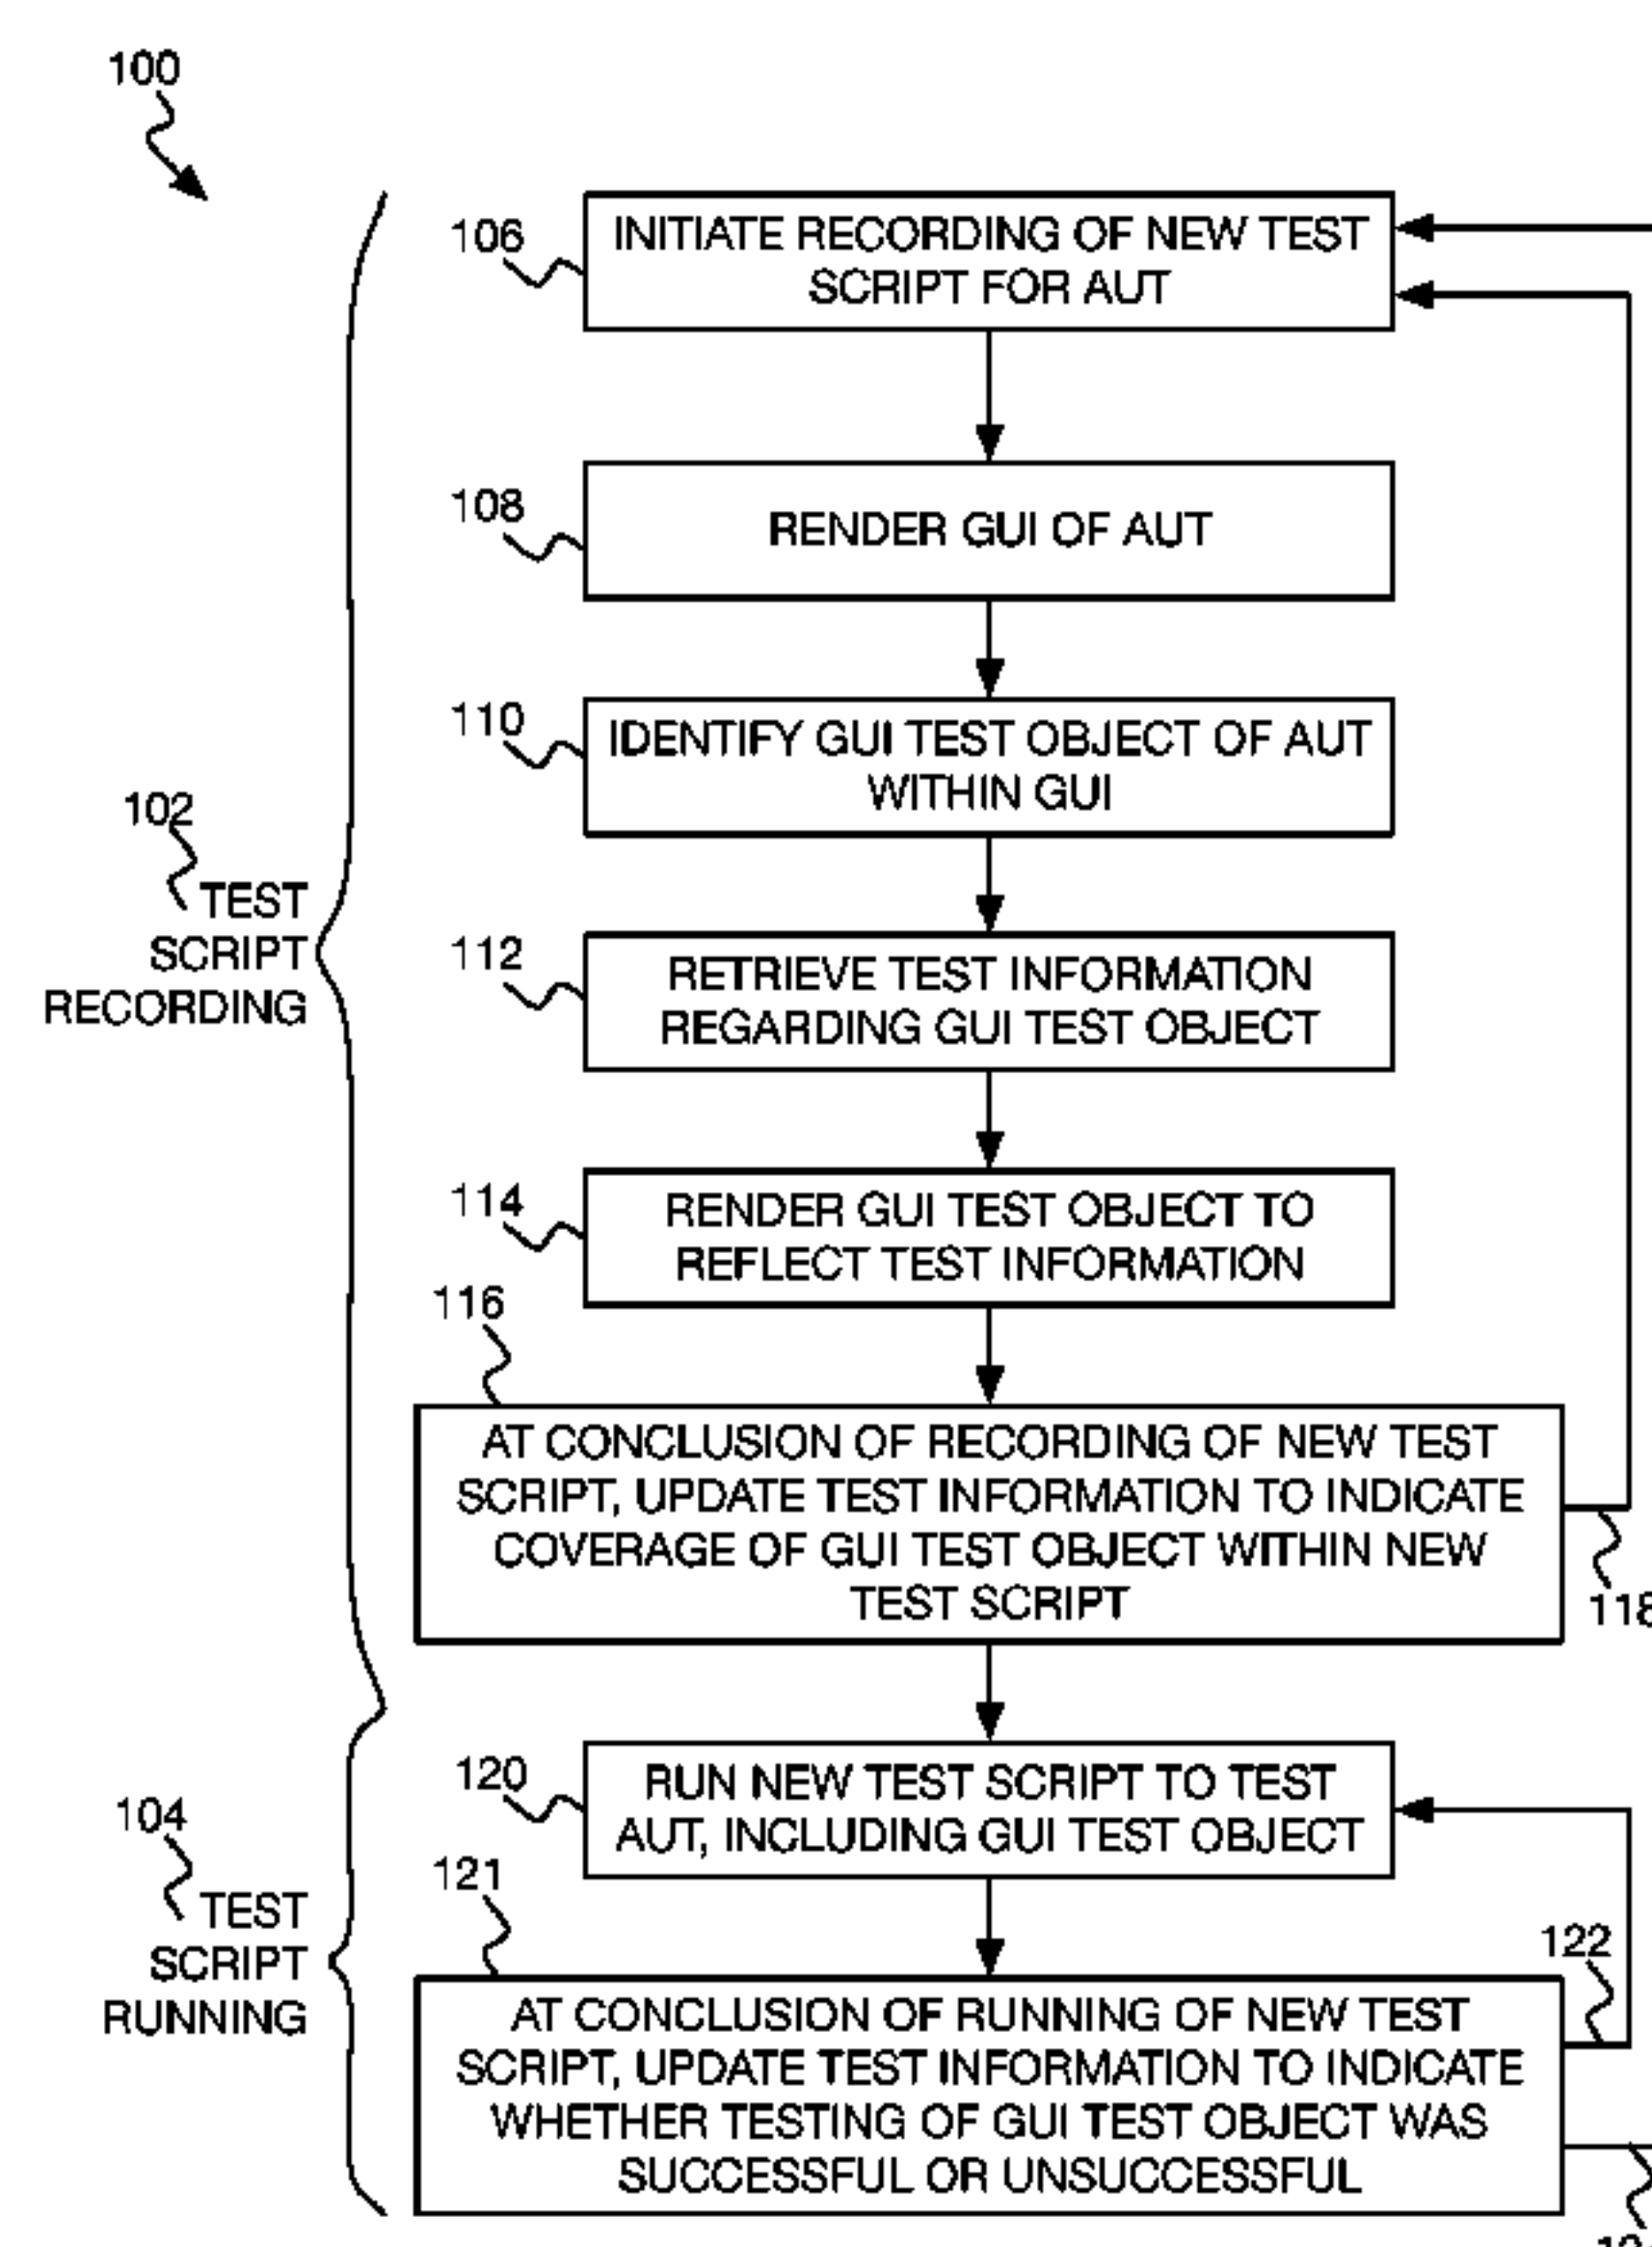 100
106
INITIATE RECORDING OF NEW TEST
SCRIPT FOR AUT
108
RENDER GUI OF AUT
110
IDENTIFY GUI TEST OBJECT OF AUT
WITHIN GUI
102
TEST
SCRIPT
RECORDING
112
RETRIEVE TEST INFORMATION
REGARDING GUI TEST OBJECT
114
RENDER GUI TEST OBJECT TO
REFLECT TEST INFORMATION
116
AT CONCLUSION OF RECORDING OF NEW TEST
SCRIPT, UPDATE TEST INFORMATION TO INDICATE
COVERAGE OF GUI TEST OBJECT WITHIN NEW
TEST SCRIPT
118
120
RUN NEW TEST SCRIPT TO TEST
AUT, INCLUDING GUI TEST OBJECT
104
TEST
SCRIPT
RUNNING
121
122
AT CONCLUSION OF RUNNING OF NEW TEST
SCRIPT, UPDATE TEST INFORMATION TO INDICATE
WHETHER TESTING OF GUI TEST OBJECT WAS
SUCCESSFUL OR UNSUCCESSFUL